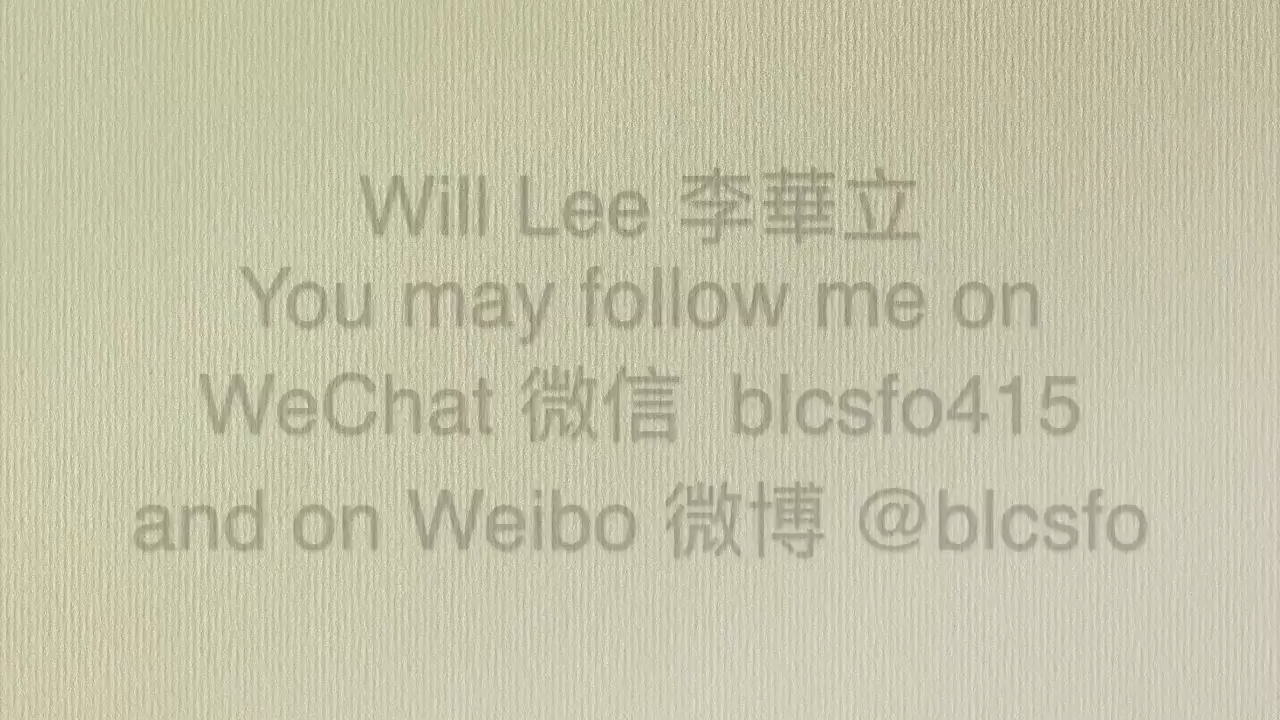 Will Lee 李華立
You may follow me on
WeChat 微信 blcsfo415
and on Weibo 微博 @blcsfo